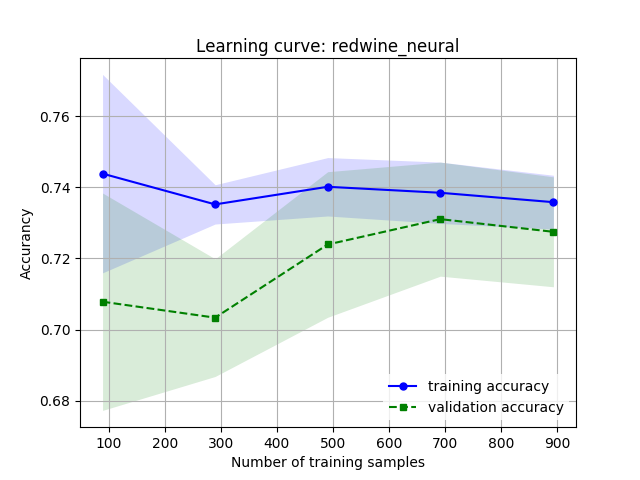 Learning curve: redwine_neural
Accurancy
0.76
0.74
0.72
0.70
0.68
training accuracy
validation accuracy
100 200 300 400 500 600 700 800 900
Number of training samples